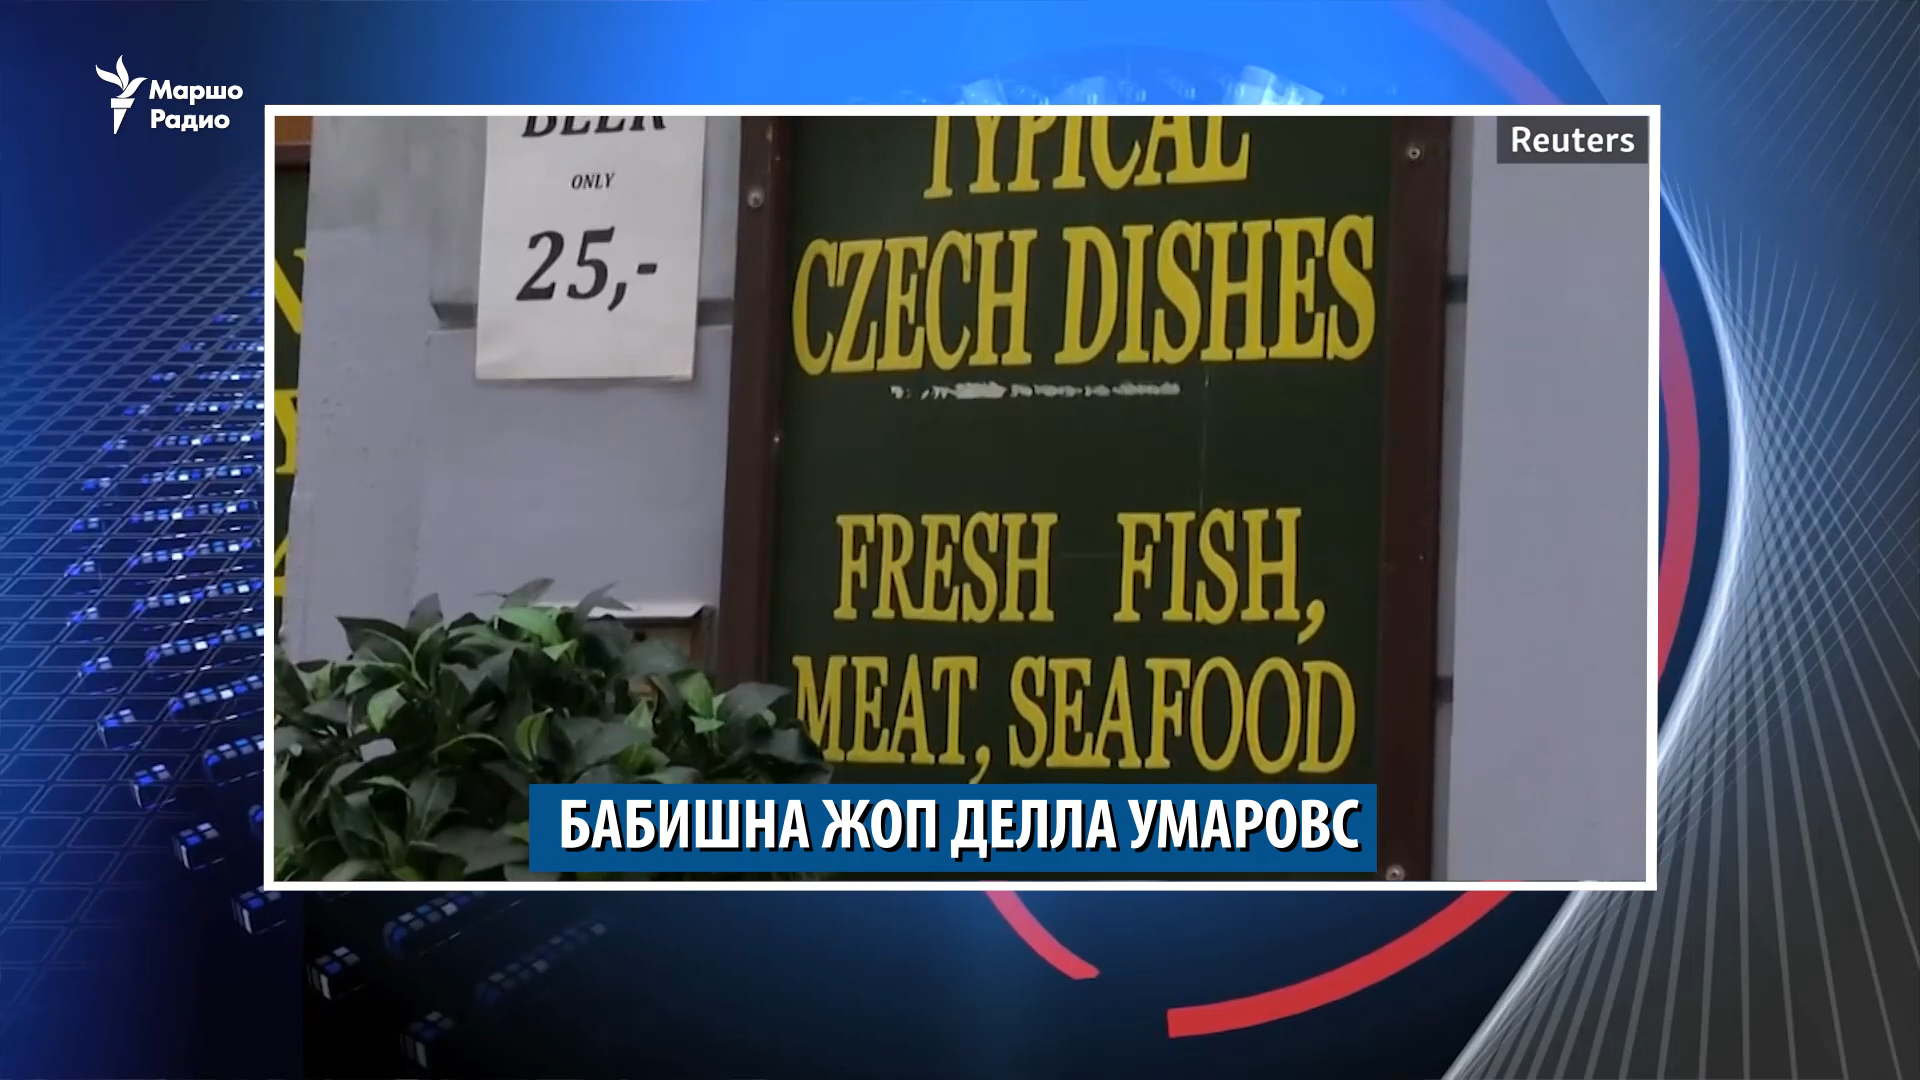 Маршо
Радио
Reuters
BEER
ONLY
25,-
TYPICAL
CZECH DISHES
FRESH FISH,
MEAT, SEAFOOD
БАБИШНА ЖОП ДЕЛЛА УМАРОВС